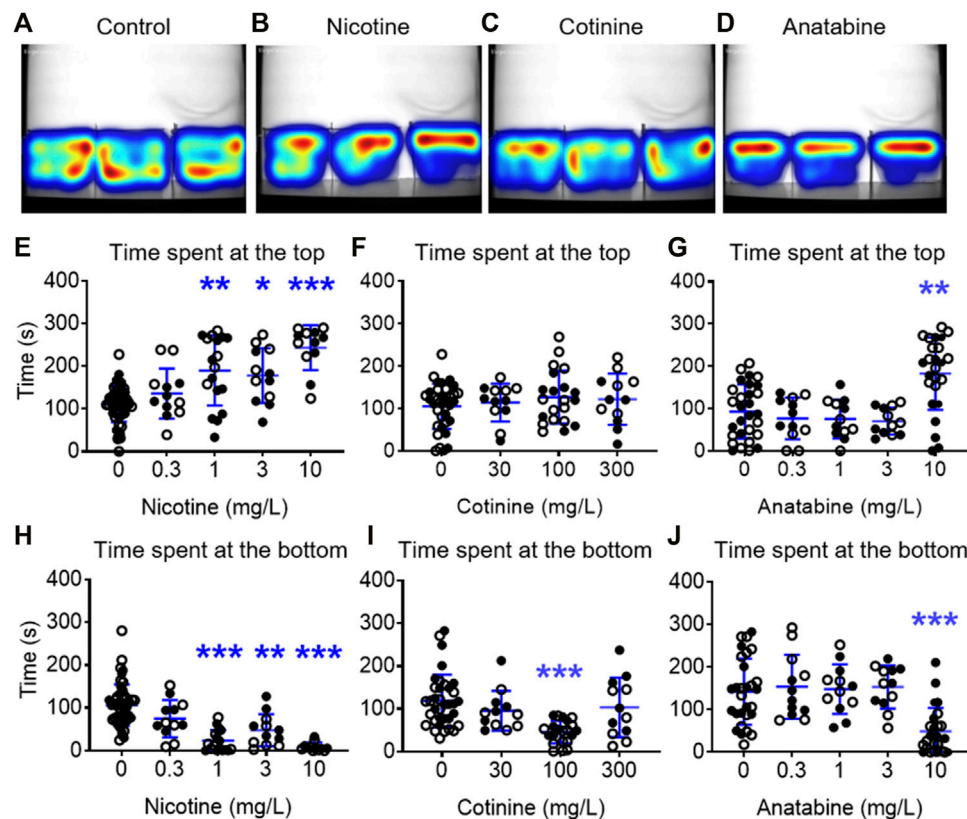 A Control B Nicotine C Cotinine D Anatabine
E Time spent at the top F Time spent at the top G Time spent at the top
400 400 400
** * *** **
300 300 300
200 200 200
100 100 100
0 0 0
Time (s)
0 0.3 1 3 10 0 30 100 300 0 0.3 1 3 10
Nicotine (mg/L) Cotinine (mg/L) Anatabine (mg/L)
H Time spent at the bottom I Time spent at the bottom J Time spent at the bottom
400 400 400
300 300 300
*** ** *** *** ***
200 200 200
100 100 100
0 0 0
Time (s)
0 0.3 1 3 10 0 30 100 300 0 0.3 1 3 10
Nicotine (mg/L) Cotinine (mg/L) Anatabine (mg/L)